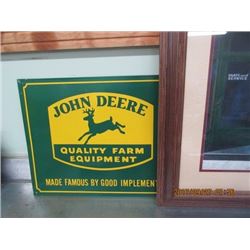 JOHN DEERE
QUALITY FARM
EQUIPMENT
MADE FAMOUS BY GOOD IMPLEMENT